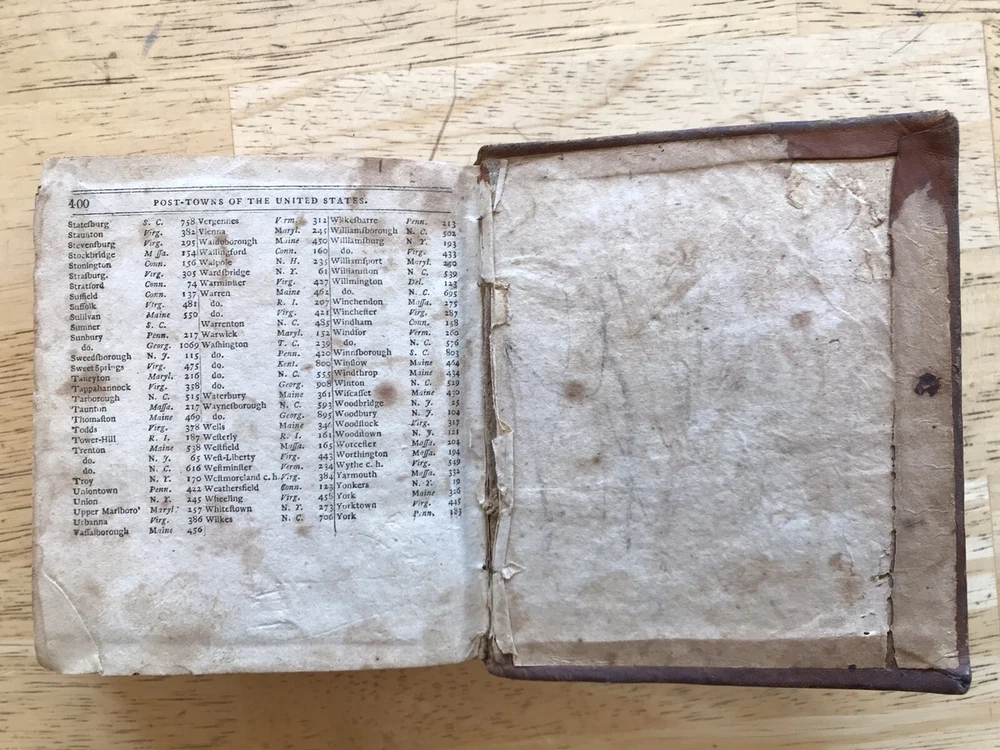 400 POST-TOWNS OF THE UNITED STATES.
Stateſburg S. C. 758
Staunton Virg. 382
Stevenſburg Virg. 295
Stockbridge Maſſa. 154
Stonington Conn. 156
Straſburg Virg. 305
Stratford Conn. 74
Suffield Conn. 137
Suffolk Virg. 481
Sullivan Maine 550
Sumner S. C.
Sunbury Penn. 217
do. Georg. 1069
Sweedſborough N. J. 115
Sweet Springs Virg. 475
Taneyton Maryl. 216
Tappahannock Virg. 358
Tarborough N. C. 515
Taunton Maſſa. 217
Thomaſton Maine 469
Todds Virg. 378
Tower-Hill R. I. 187
Trenton Maine 538
do. N. J. 65
do. N. C. 616
Troy N. Y. 170
Uniontown Penn. 422
Union N. Y. 245
Upper Marlboro' Maryl. 257
Urbanna Virg. 386
Vaſſalborough Maine 456
Vergennes Verm. 312
Vienna Maryl. 245
Waldoborough Maine 450
Wallingford Conn. 160
Walpole N. H. 235
Wardſbridge N. Y. 61
Warminſter Virg. 427
Warren Maine 462
do. R. I. 207
do. Virg. 421
Warrenton N. C. 485
Warwick Maryl. 152
Waſhington T. C. 239
do. Penn. 420
do. Kent. 800
do. N. C. 555
do. Georg. 908
Waterbury Maine 361
Wayneſborough N. C. 593
do. Georg. 895
Wells Maine 346
Weſterly R. I. 161
Weſtfield Maſſa. 165
Weſt-Liberty Virg. 443
Weſtminſter Verm. 234
Weſtmoreland c. h. Virg. 384
Weathersfield Conn. 123
Wheeling Virg. 458
Whiteſtown N. Y. 273
Wilkes N. C. 706
Wilkeſbarre Penn. 213
Williamſborough N. C. 502
Williamſburg N. Y. 193
do. Virg. 433
Williamſport Maryl. 250
Williamſton N. C. 539
Wilmington Del. 123
do. N. C. 695
Winchendon Maſſa. 275
Wincheſter Virg. 287
Windham Conn. 158
Windſor Verm. 260
do. N. C. 576
Winnſborough S. C. 803
Winſlow Maine 464
Windthrop Maine 434
Winton N. C. 529
Wiſcaſſet Maine 430
Woodbridge N. J. 25
Woodbury N. J. 104
Woodſtock Virg. 317
Woodſtown N. J. 121
Worceſter Maſſa. 204
Worthington Maſſa. 194
Wythe c. h. Virg. 549
Yarmouth Maſſa. 332
Yonkers N. Y. 19
York Maine 326
Yorktown Virg. 445
York Penn. 185